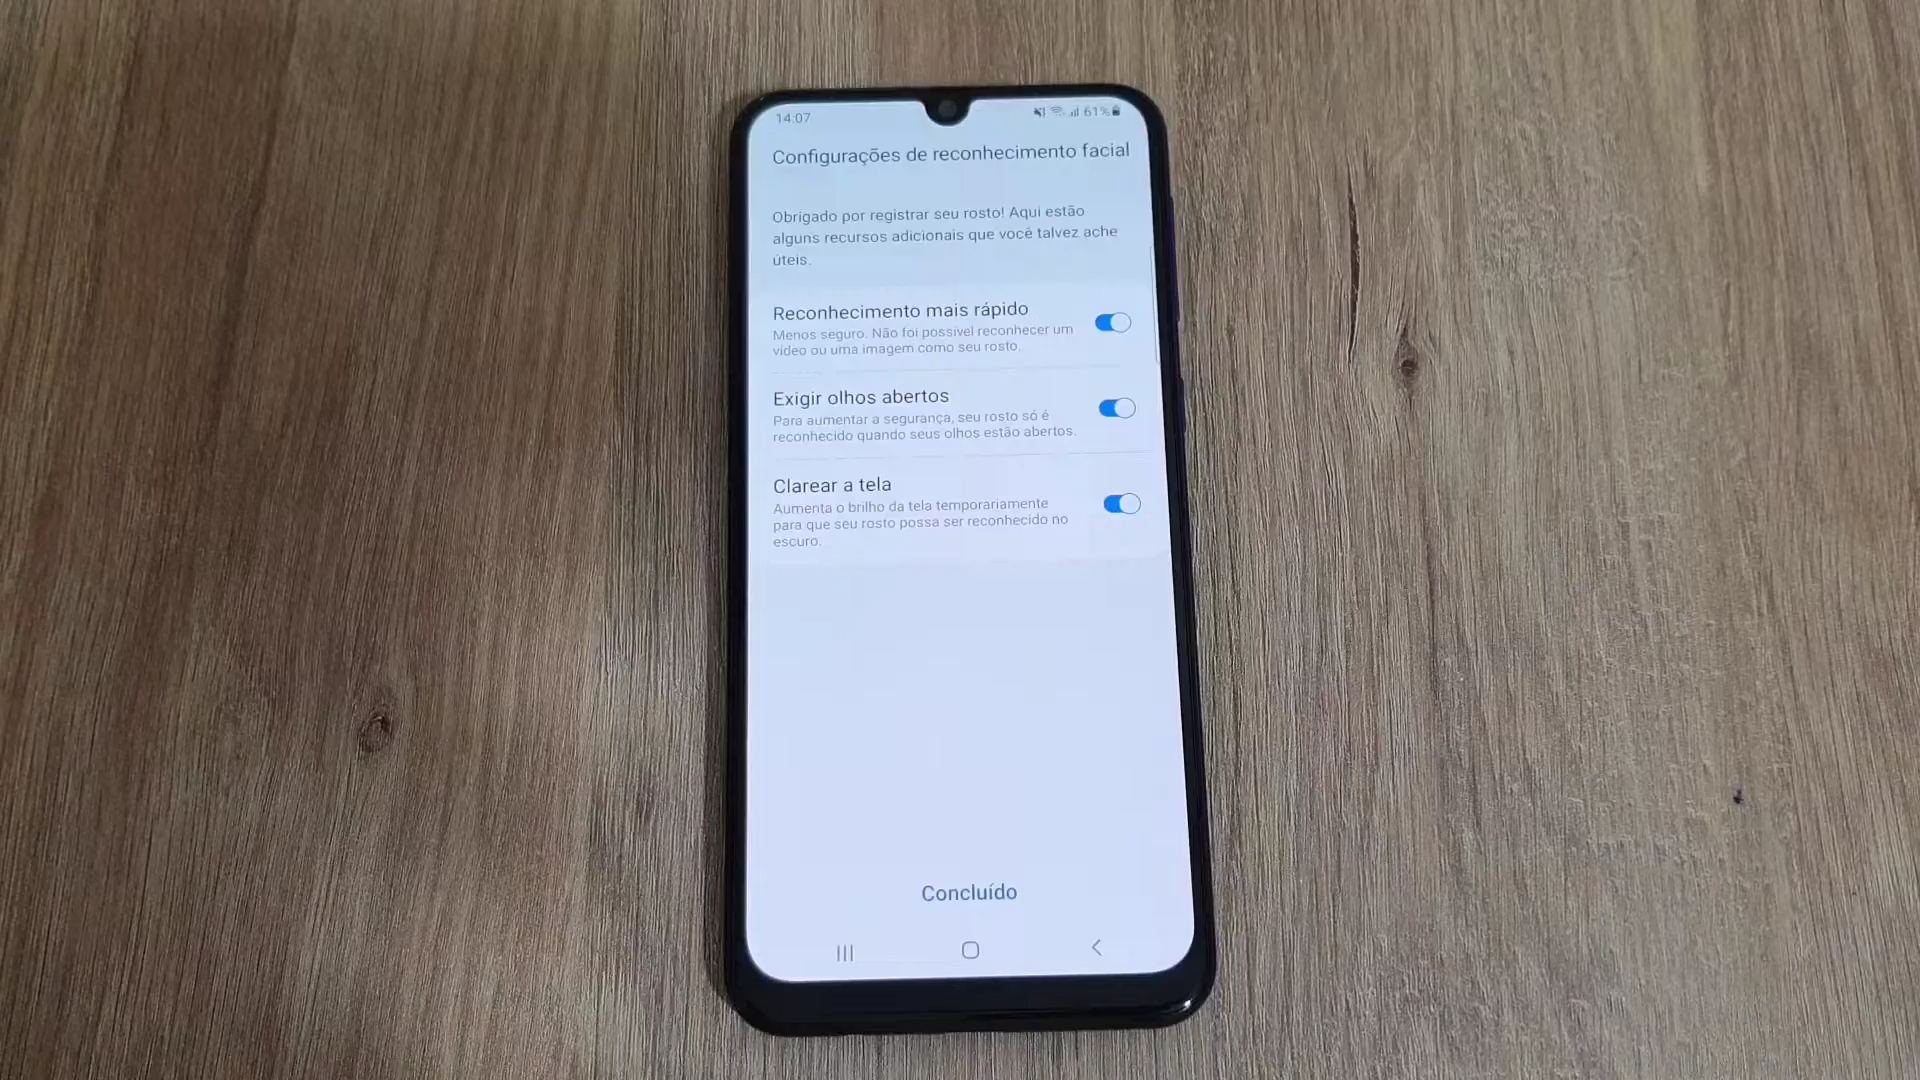 14:07
61%
Configurações de reconhecimento facial
Obrigado por registrar seu rosto! Aqui estão
alguns recursos adicionais que você talvez ache
úteis.
Reconhecimento mais rápido
Menos seguro. Não foi possível reconhecer um
vídeo ou uma imagem como seu rosto.
Exigir olhos abertos
Para aumentar a segurança, seu rosto só é
reconhecido quando seus olhos estão abertos.
Clarear a tela
Aumenta o brilho da tela temporariamente
para que seu rosto possa ser reconhecido no
escuro.
Concluído